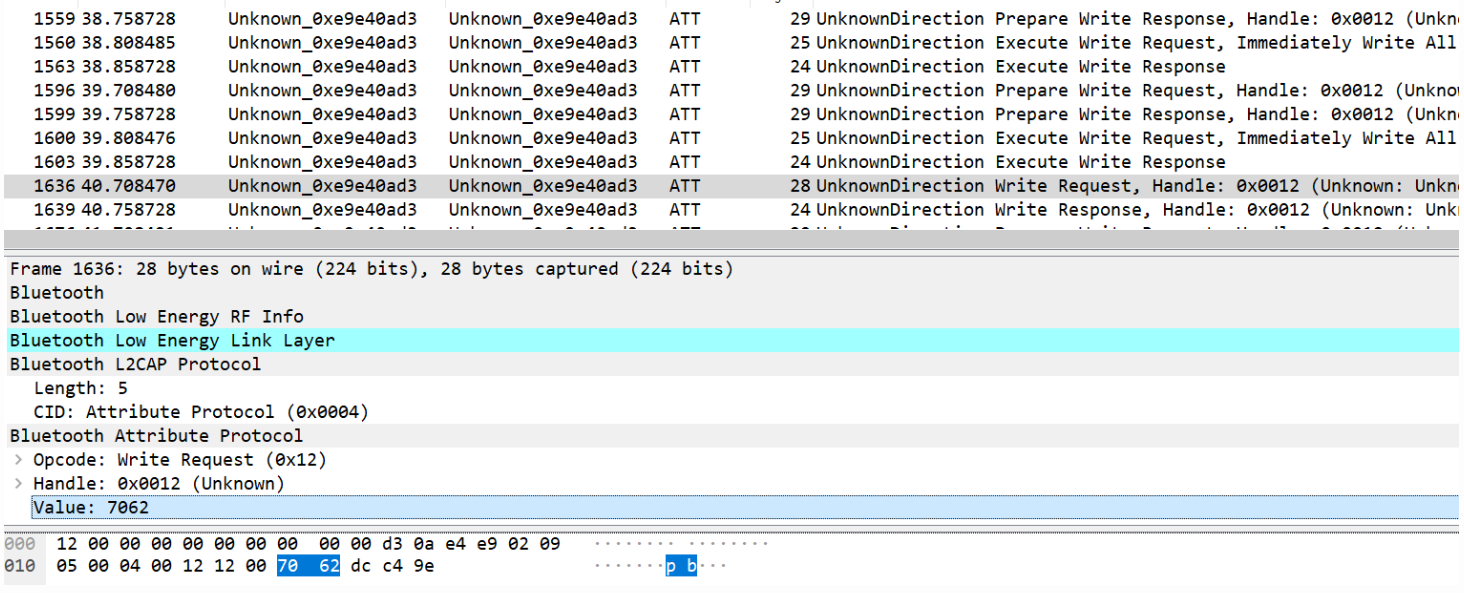 1559 38.758728 Unknown_0xe9e40ad3 Unknown_0xe9e40ad3 ATT 29 UnknownDirection Prepare Write Response, Handle: 0x0012 (Unkn
1560 38.808485 Unknown_0xe9e40ad3 Unknown_0xe9e40ad3 ATT 25 UnknownDirection Execute Write Request, Immediately Write All
1563 38.858728 Unknown_0xe9e40ad3 Unknown_0xe9e40ad3 ATT 24 UnknownDirection Execute Write Response
1596 39.708480 Unknown_0xe9e40ad3 Unknown_0xe9e40ad3 ATT 29 UnknownDirection Prepare Write Request, Handle: 0x0012 (Unkno
1599 39.758728 Unknown_0xe9e40ad3 Unknown_0xe9e40ad3 ATT 29 UnknownDirection Prepare Write Response, Handle: 0x0012 (Unkn
1600 39.808476 Unknown_0xe9e40ad3 Unknown_0xe9e40ad3 ATT 25 UnknownDirection Execute Write Request, Immediately Write All
1603 39.858728 Unknown_0xe9e40ad3 Unknown_0xe9e40ad3 ATT 24 UnknownDirection Execute Write Response
1636 40.708470 Unknown_0xe9e40ad3 Unknown_0xe9e40ad3 ATT 28 UnknownDirection Write Request, Handle: 0x0012 (Unknown: Unkn
1639 40.758728 Unknown_0xe9e40ad3 Unknown_0xe9e40ad3 ATT 24 UnknownDirection Write Response, Handle: 0x0012 (Unknown: Unk
Frame 1636: 28 bytes on wire (224 bits), 28 bytes captured (224 bits)
Bluetooth
Bluetooth Low Energy RF Info
Bluetooth Low Energy Link Layer
Bluetooth L2CAP Protocol
Length: 5
CID: Attribute Protocol (0x0004)
Bluetooth Attribute Protocol
> Opcode: Write Request (0x12)
> Handle: 0x0012 (Unknown)
Value: 7062
000 12 00 00 00 00 00 00 00 00 00 d3 0a e4 e9 02 09 ········ ········
010 05 00 04 00 12 12 00 70 62 dc c4 9e ·······p b···